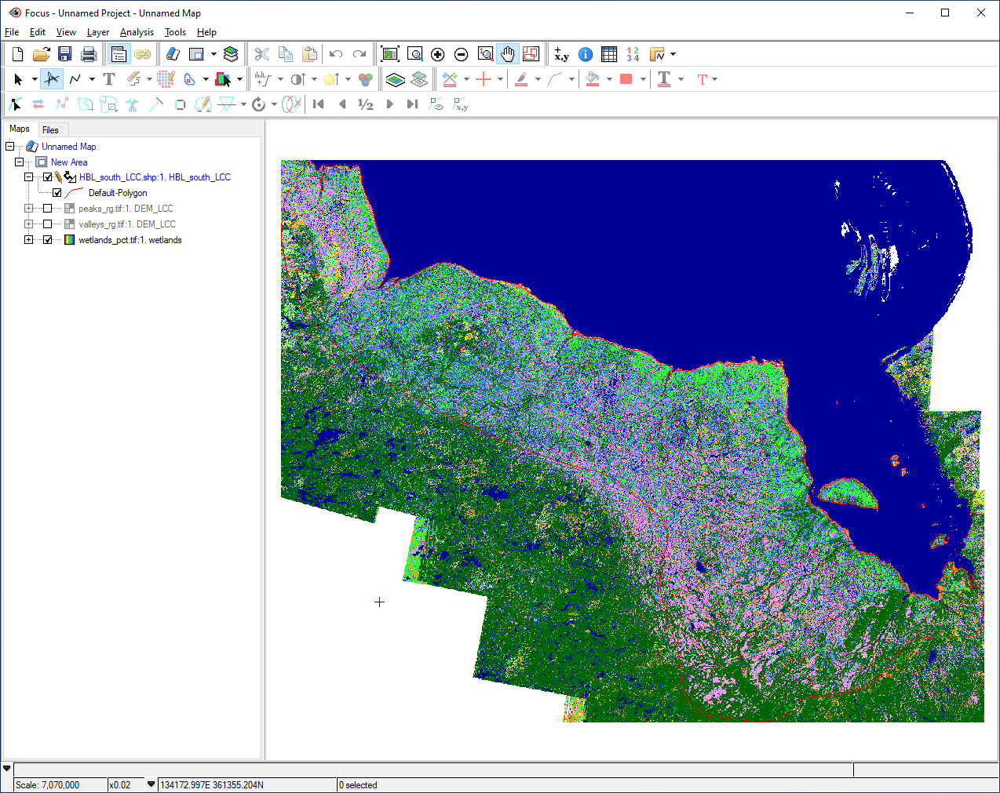 Focus - Unnamed Project - Unnamed Map
File Edit View Layer Analysis Tools Help
+
x,y i 1 2
3 4
T T T
1/2 x,y
Maps Files
Unnamed Map
New Area
HBL_south_LCC.shp:1. HBL_south_LCC
Default-Polygon
peaks_rg.tif:1. DEM_LCC
valleys_rg.tif:1. DEM_LCC
wetlands_pct.tif:1. wetlands
Scale: 7,070,000 x0.02 134172.997E 361355.204N 0 selected